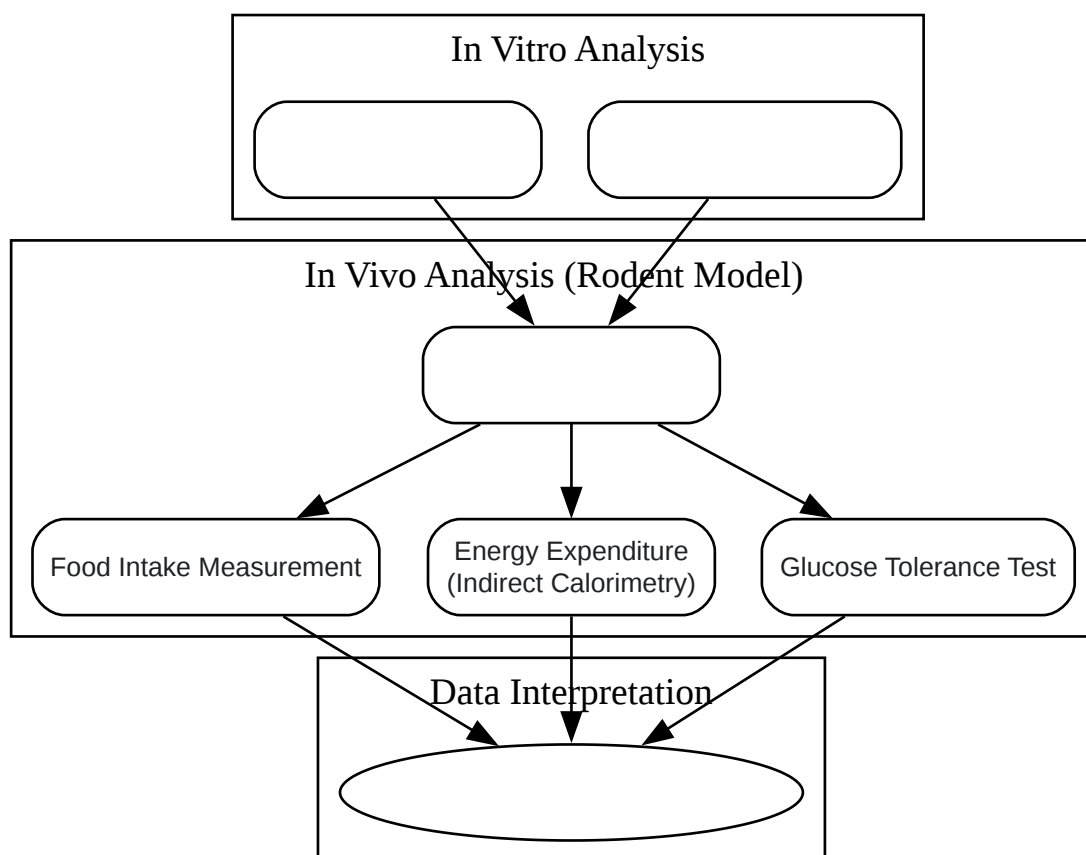 In Vitro Analysis
In Vivo Analysis (Rodent Model)
Food Intake Measurement
Energy Expenditure
(Indirect Calorimetry)
Glucose Tolerance Test
Data Interpretation